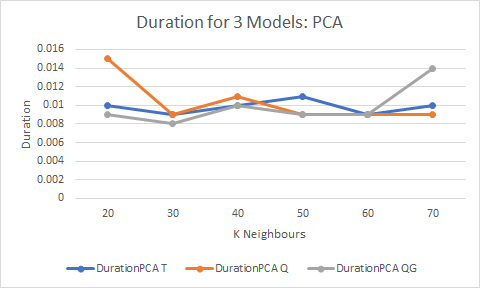 Duration for 3 Models: PCA
0.016
0.014
0.012
0.01
0.008
0.006
0.004
0.002
0
Duration
20 30 40 50 60 70
K Neighbours
DurationPCA T DurationPCA Q DurationPCA QG